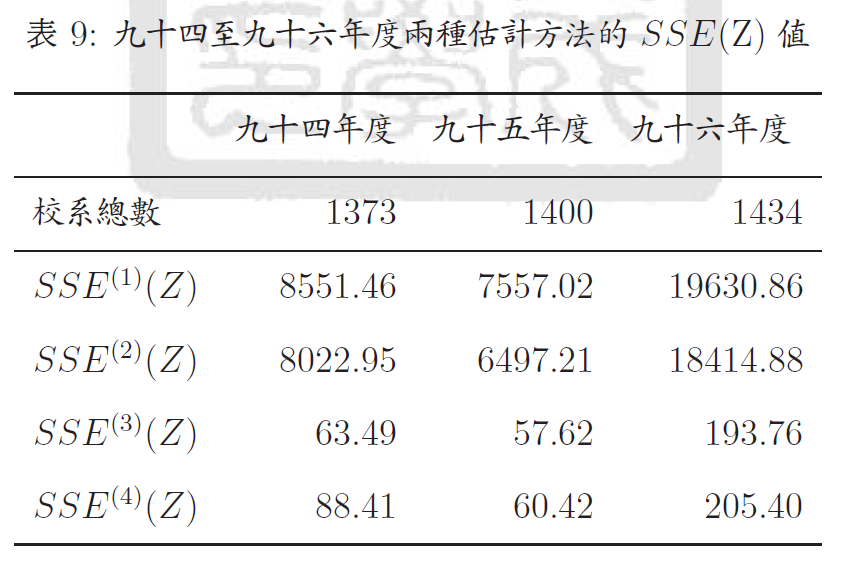 表 9: 九十四至九十六年度兩種估計方法的 SSE(Z) 值
九十四年度 九十五年度 九十六年度
校系總數 1373 1400 1434
SSE⁽¹⁾(Z) 8551.46 7557.02 19630.86
SSE⁽²⁾(Z) 8022.95 6497.21 18414.88
SSE⁽³⁾(Z) 63.49 57.62 193.76
SSE⁽⁴⁾(Z) 88.41 60.42 205.40